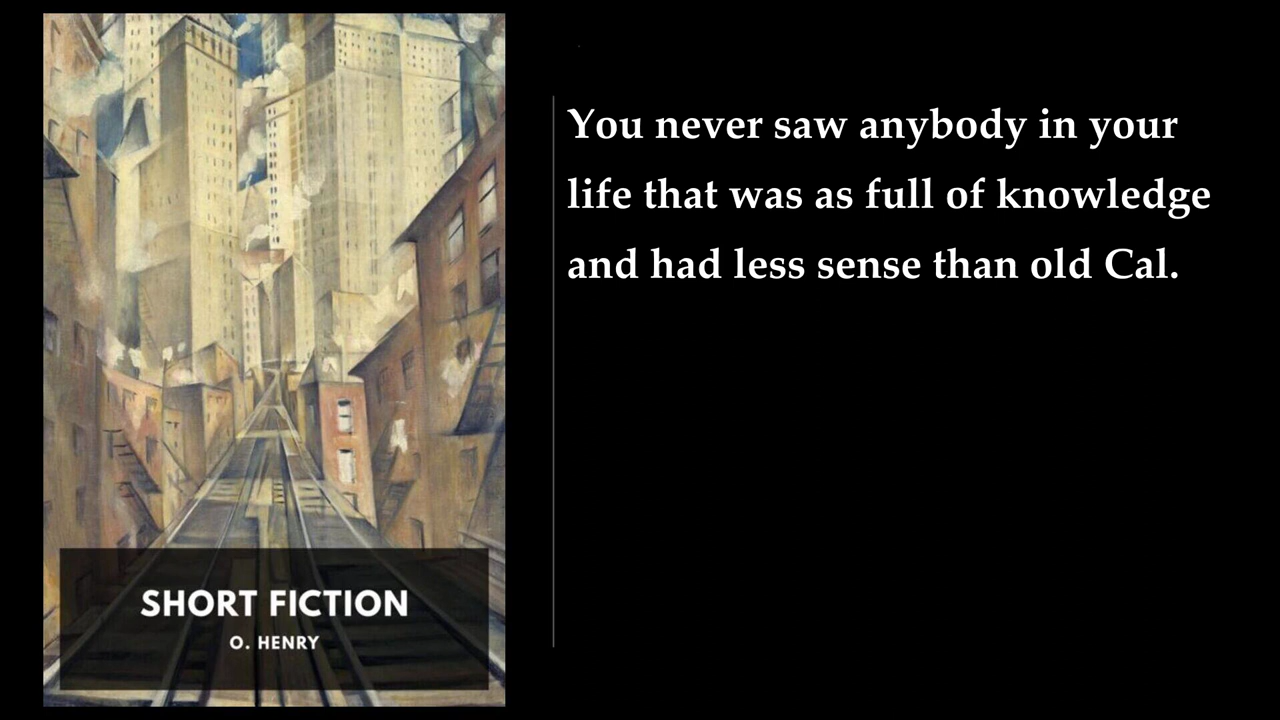 You never saw anybody in your
life that was as full of knowledge
and had less sense than old Cal.
SHORT FICTION
O. HENRY